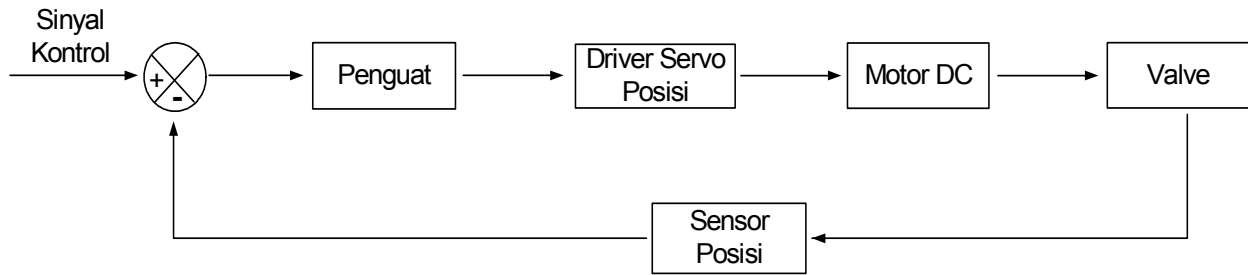 Sinyal
Kontrol
+
-
Penguat
Driver Servo
Posisi
Motor DC
Valve
Sensor
Posisi